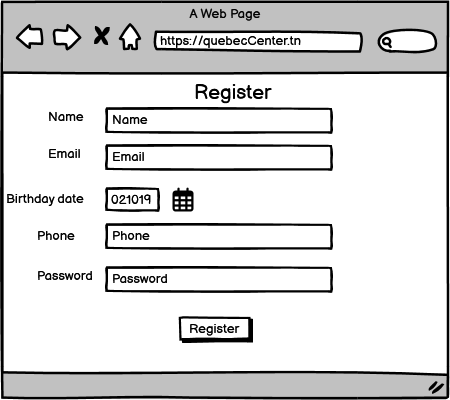 A Web Page
https://quebecCenter.tn
Register
Name Name
Email Email
Birthday date 021019
Phone Phone
Password Password
Register